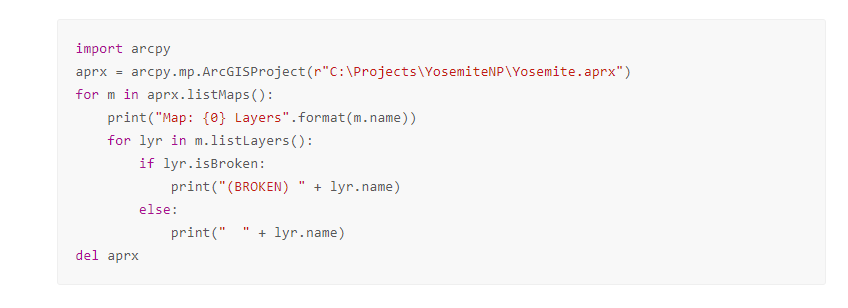 import arcpy
aprx = arcpy.mp.ArcGISProject(r"C:\Projects\YosemiteNP\Yosemite.aprx")
for m in aprx.listMaps():
    print("Map: {0} Layers".format(m.name))
    for lyr in m.listLayers():
        if lyr.isBroken:
            print("(BROKEN) " + lyr.name)
        else:
            print("  " + lyr.name)
del aprx